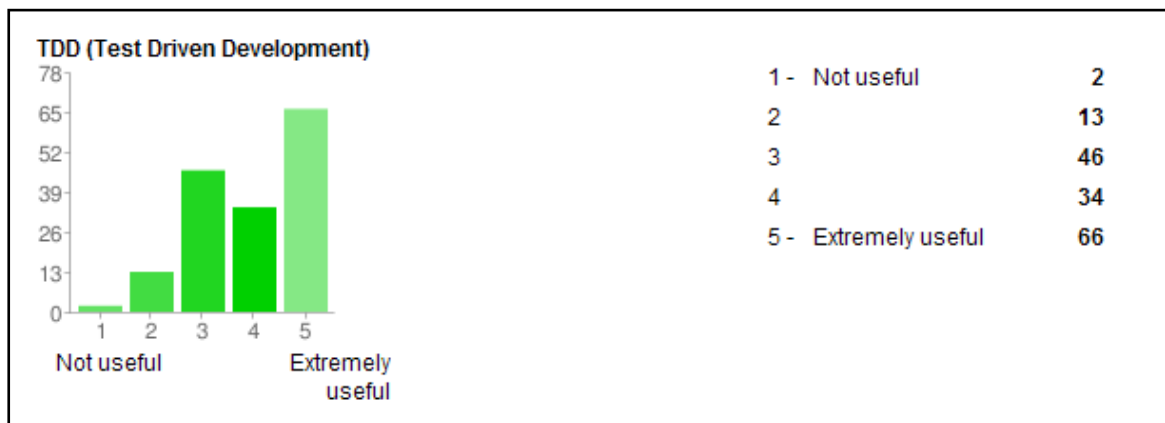 TDD (Test Driven Development)
78
65
52
39
26
13
0
1 2 3 4 5
Not useful Extremely
useful
1 - Not useful 2
2 13
3 46
4 34
5 - Extremely useful 66